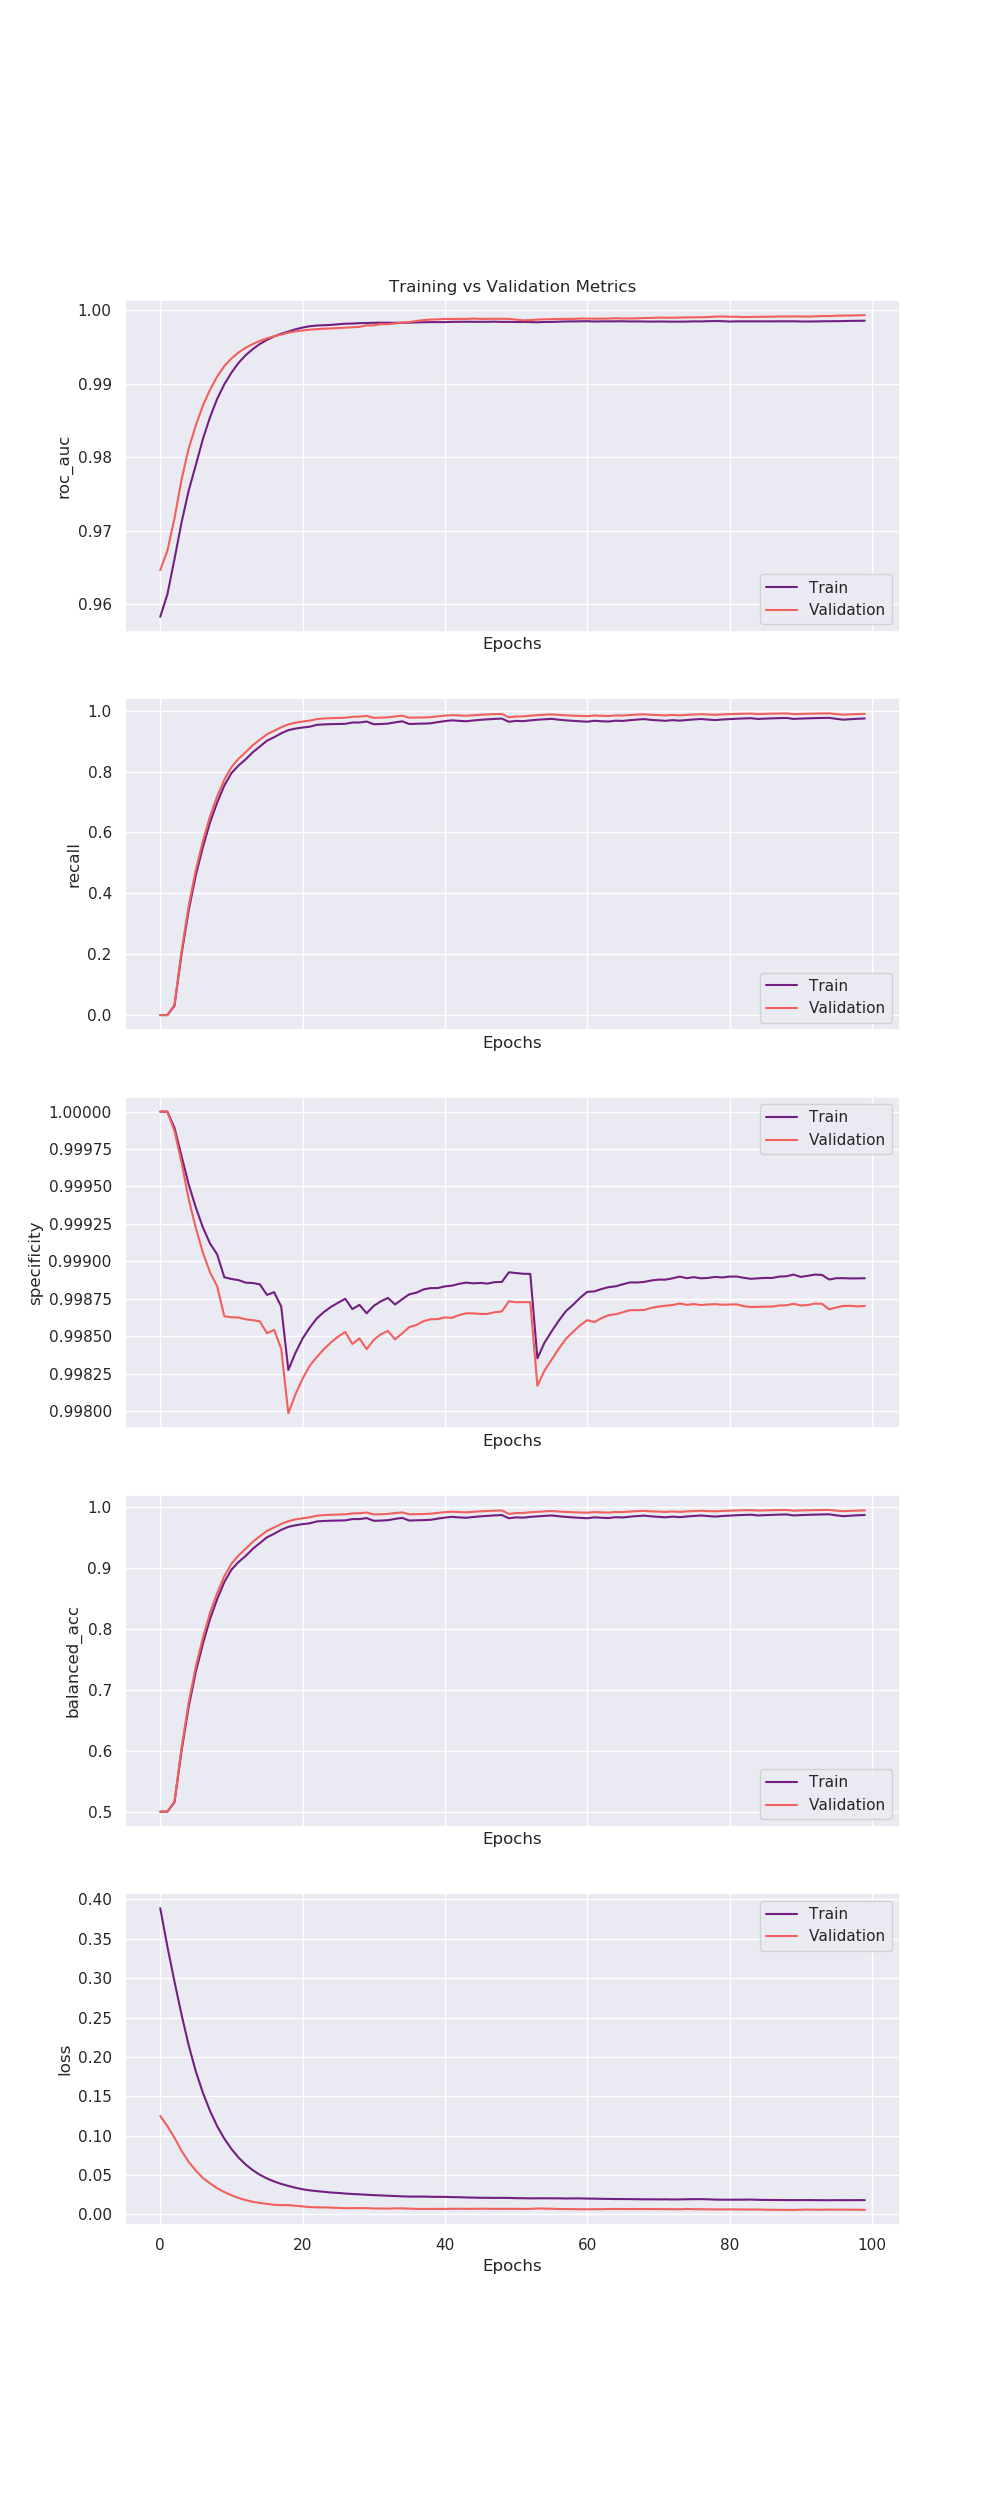 Training vs Validation Metrics
1.00
0.99
0.98
0.97
0.96
roc_auc
Train
Validation
Epochs
1.0
0.8
0.6
0.4
0.2
0.0
recall
Train
Validation
Epochs
1.00000
0.99975
0.99950
0.99925
0.99900
0.99875
0.99850
0.99825
0.99800
specificity
Train
Validation
Epochs
1.0
0.9
0.8
0.7
0.6
0.5
balanced_acc
Train
Validation
Epochs
0.40
0.35
0.30
0.25
0.20
0.15
0.10
0.05
0.00
loss
Train
Validation
0 20 40 60 80 100
Epochs